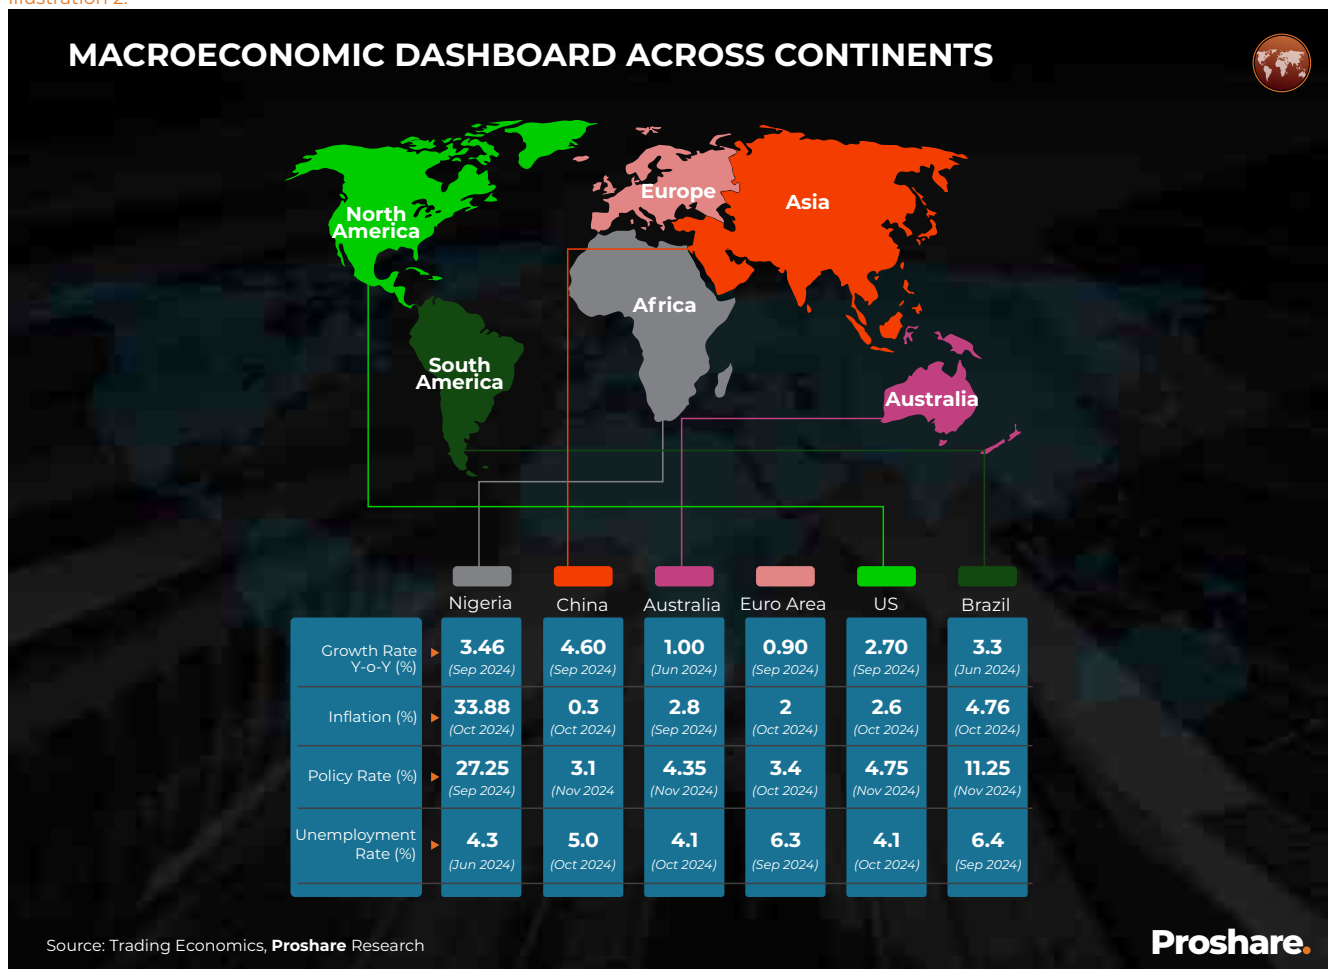 Illustration 2:
MACROECONOMIC DASHBOARD ACROSS CONTINENTS
North
America
Europe
Asia
Africa
South
America
Australia
Nigeria China Australia Euro Area US Brazil
Growth Rate
Y-o-Y (%)
3.46 4.60 1.00 0.90 2.70 3.3
(Sep 2024) (Sep 2024) (Jun 2024) (Sep 2024) (Sep 2024) (Jun 2024)
Inflation (%)
33.88 0.3 2.8 2 2.6 4.76
(Oct 2024) (Oct 2024) (Sep 2024) (Oct 2024) (Oct 2024) (Oct 2024)
Policy Rate (%)
27.25 3.1 4.35 3.4 4.75 11.25
(Sep 2024) (Nov 2024 (Nov 2024) (Oct 2024) (Nov 2024) (Nov 2024)
Unemployment
Rate (%)
4.3 5.0 4.1 6.3 4.1 6.4
(Jun 2024) (Oct 2024) (Oct 2024) (Sep 2024) (Oct 2024) (Sep 2024)
Source: Trading Economics, Proshare Research
Proshare.